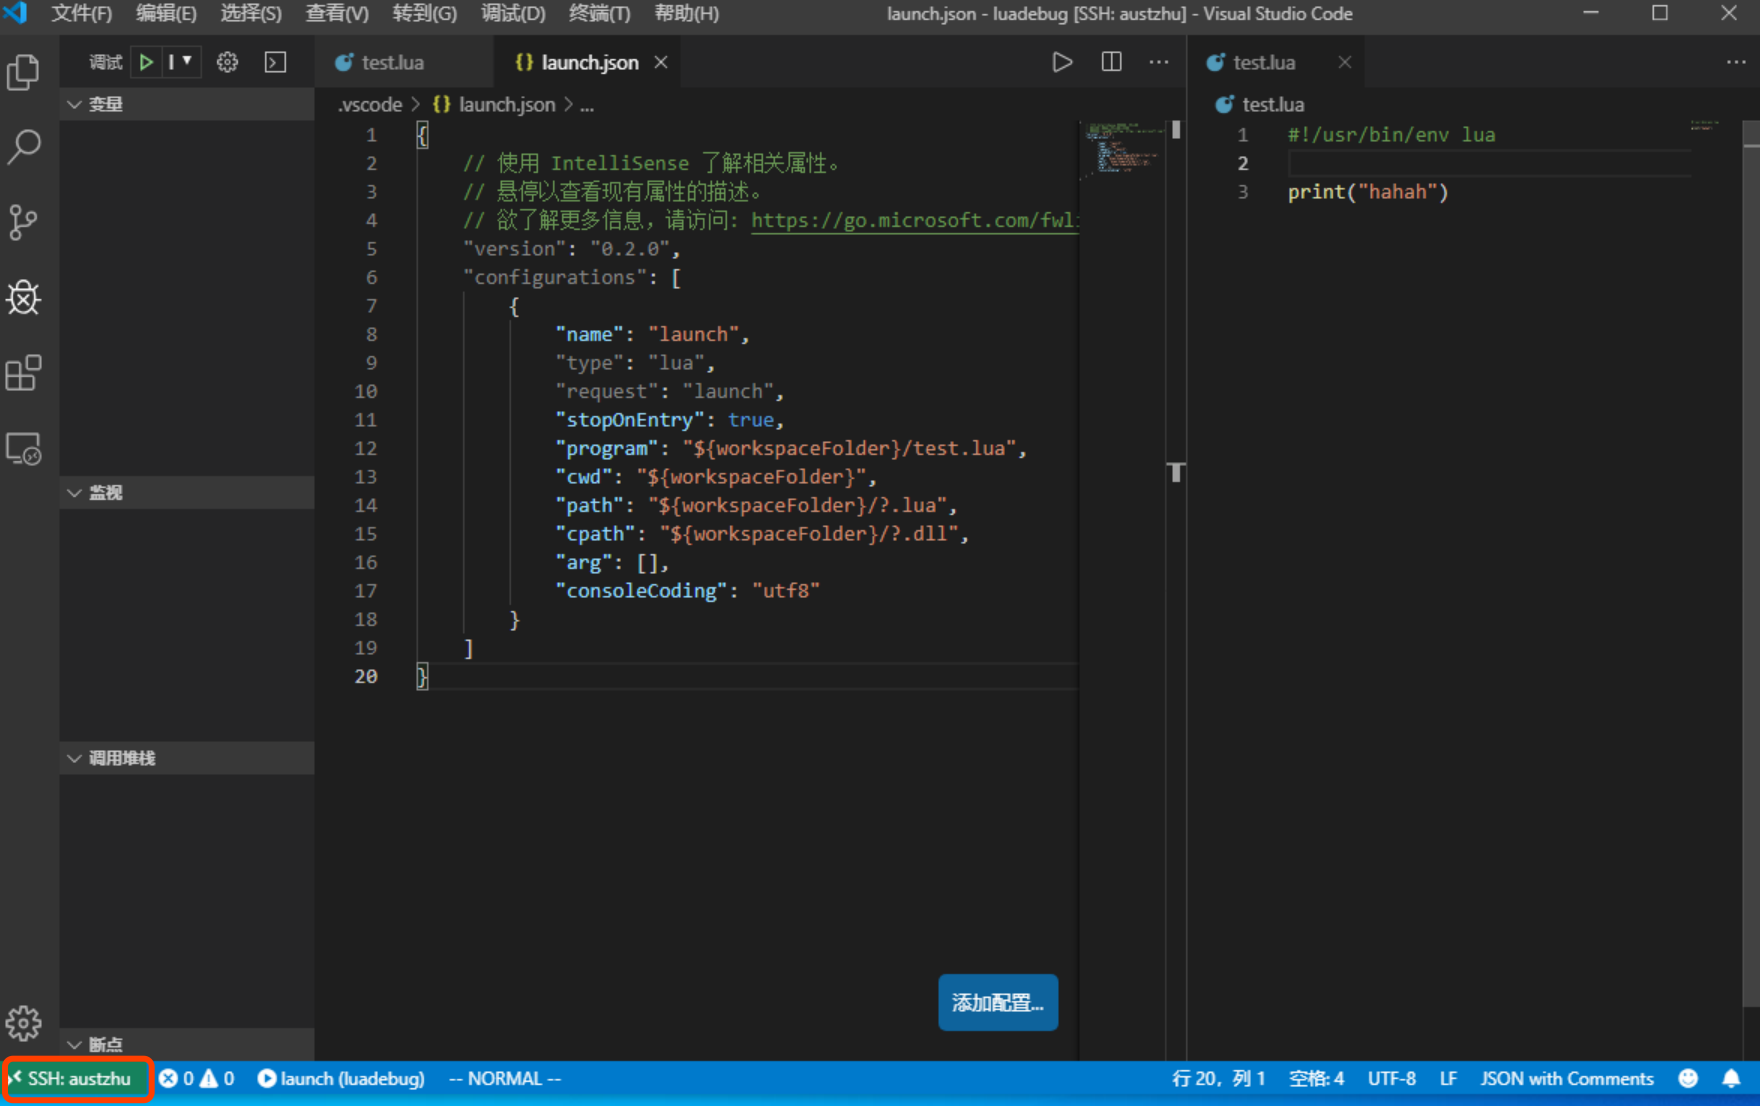 文件(F) 编辑(E) 选择(S) 查看(V) 转到(G) 调试(D) 终端(T) 帮助(H) launch.json - luadebug [SSH: austzhu] - Visual Studio Code
调试
变量
监视
调用堆栈
断点
test.lua
launch.json
.vscode > {} launch.json > ...
1 {
2 // 使用 IntelliSense 了解相关属性。
3 // 悬停以查看现有属性的描述。
4 // 欲了解更多信息，请访问: https://go.microsoft.com/fwl
5 "version": "0.2.0",
6 "configurations": [
7 {
8 "name": "launch",
9 "type": "lua",
10 "request": "launch",
11 "stopOnEntry": true,
12 "program": "${workspaceFolder}/test.lua",
13 "cwd": "${workspaceFolder}",
14 "path": "${workspaceFolder}/?.lua",
15 "cpath": "${workspaceFolder}/?.dll",
16 "arg": [],
17 "consoleCoding": "utf8"
18 }
19 ]
20 }
添加配置...
test.lua
test.lua
1 #!/usr/bin/env lua
2
3 print("hahah")
SSH: austzhu 0 0 launch (luadebug) -- NORMAL -- 行 20，列 1 空格: 4 UTF-8 LF JSON with Comments